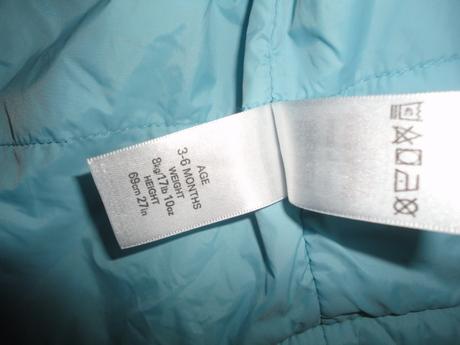 AGE
3-6 MONTHS
WEIGHT
8kg/17lb 10oz
HEIGHT
69cm 27in